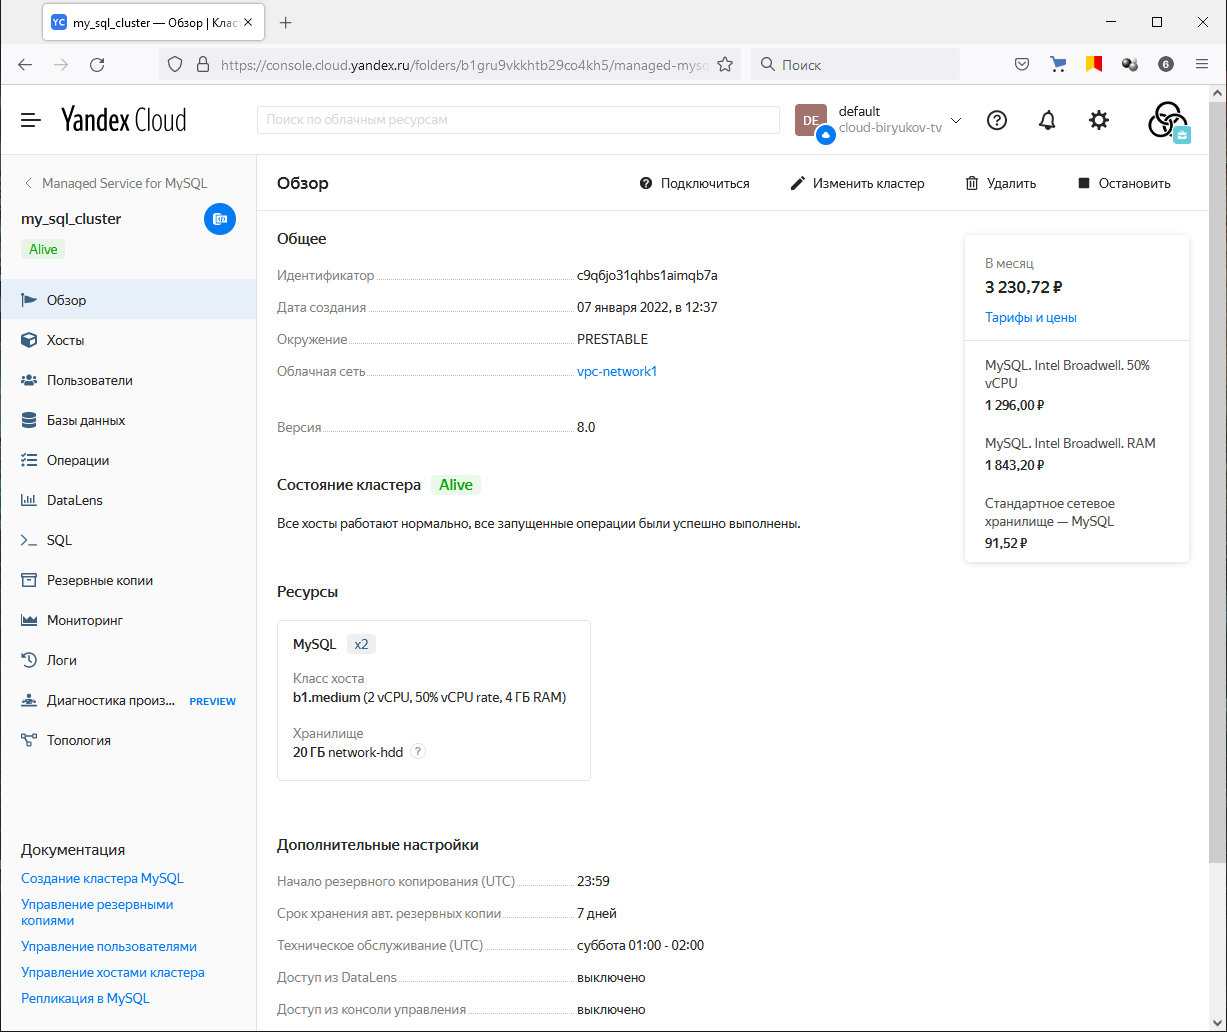 my_sql_cluster — Обзор | Клас
https://console.cloud.yandex.ru/folders/b1gru9vkkhtb29co4kh5/managed-mysq
Поиск
6
Yandex Cloud
Поиск по облачным ресурсам
DE
default
cloud-biryukov-tv
Managed Service for MySQL
my_sql_cluster
Alive
Обзор
Хосты
Пользователи
Базы данных
Операции
DataLens
SQL
Резервные копии
Мониторинг
Логи
Диагностика произ... PREVIEW
Топология
Документация
Создание кластера MySQL
Управление резервными
копиями
Управление пользователями
Управление хостами кластера
Репликация в MySQL
Обзор
Подключиться
Изменить кластер
Удалить
Остановить
Общее
Идентификатор c9q6jo31qhbs1aimqb7a
Дата создания 07 января 2022, в 12:37
Окружение PRESTABLE
Облачная сеть vpc-network1
Версия 8.0
Состояние кластера Alive
Все хосты работают нормально, все запущенные операции были успешно выполнены.
Ресурсы
MySQL x2
Класс хоста
b1.medium (2 vCPU, 50% vCPU rate, 4 ГБ RAM)
Хранилище
20 ГБ network-hdd ?
Дополнительные настройки
Начало резервного копирования (UTC) 23:59
Срок хранения авт. резервных копии 7 дней
Техническое обслуживание (UTC) суббота 01:00 - 02:00
Доступ из DataLens выключено
Доступ из консоли управления выключено
В месяц
3 230,72 ₽
Тарифы и цены
MySQL. Intel Broadwell. 50%
vCPU
1 296,00 ₽
MySQL. Intel Broadwell. RAM
1 843,20 ₽
Стандартное сетевое
хранилище — MySQL
91,52 ₽